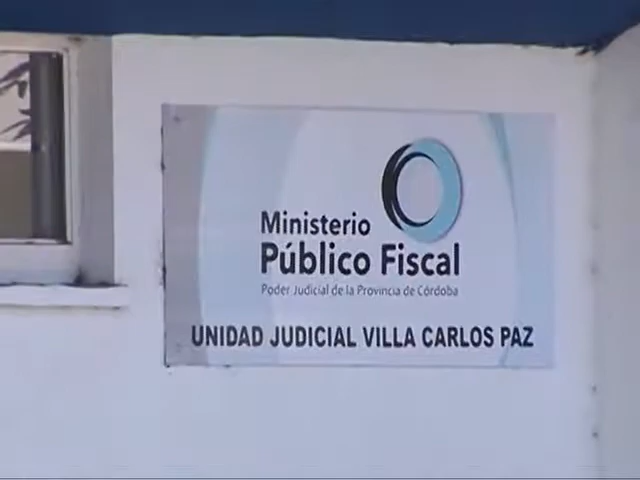 Ministerio
Público Fiscal
Poder Judicial de la Provincia de Córdoba
UNIDAD JUDICIAL VILLA CARLOS PAZ